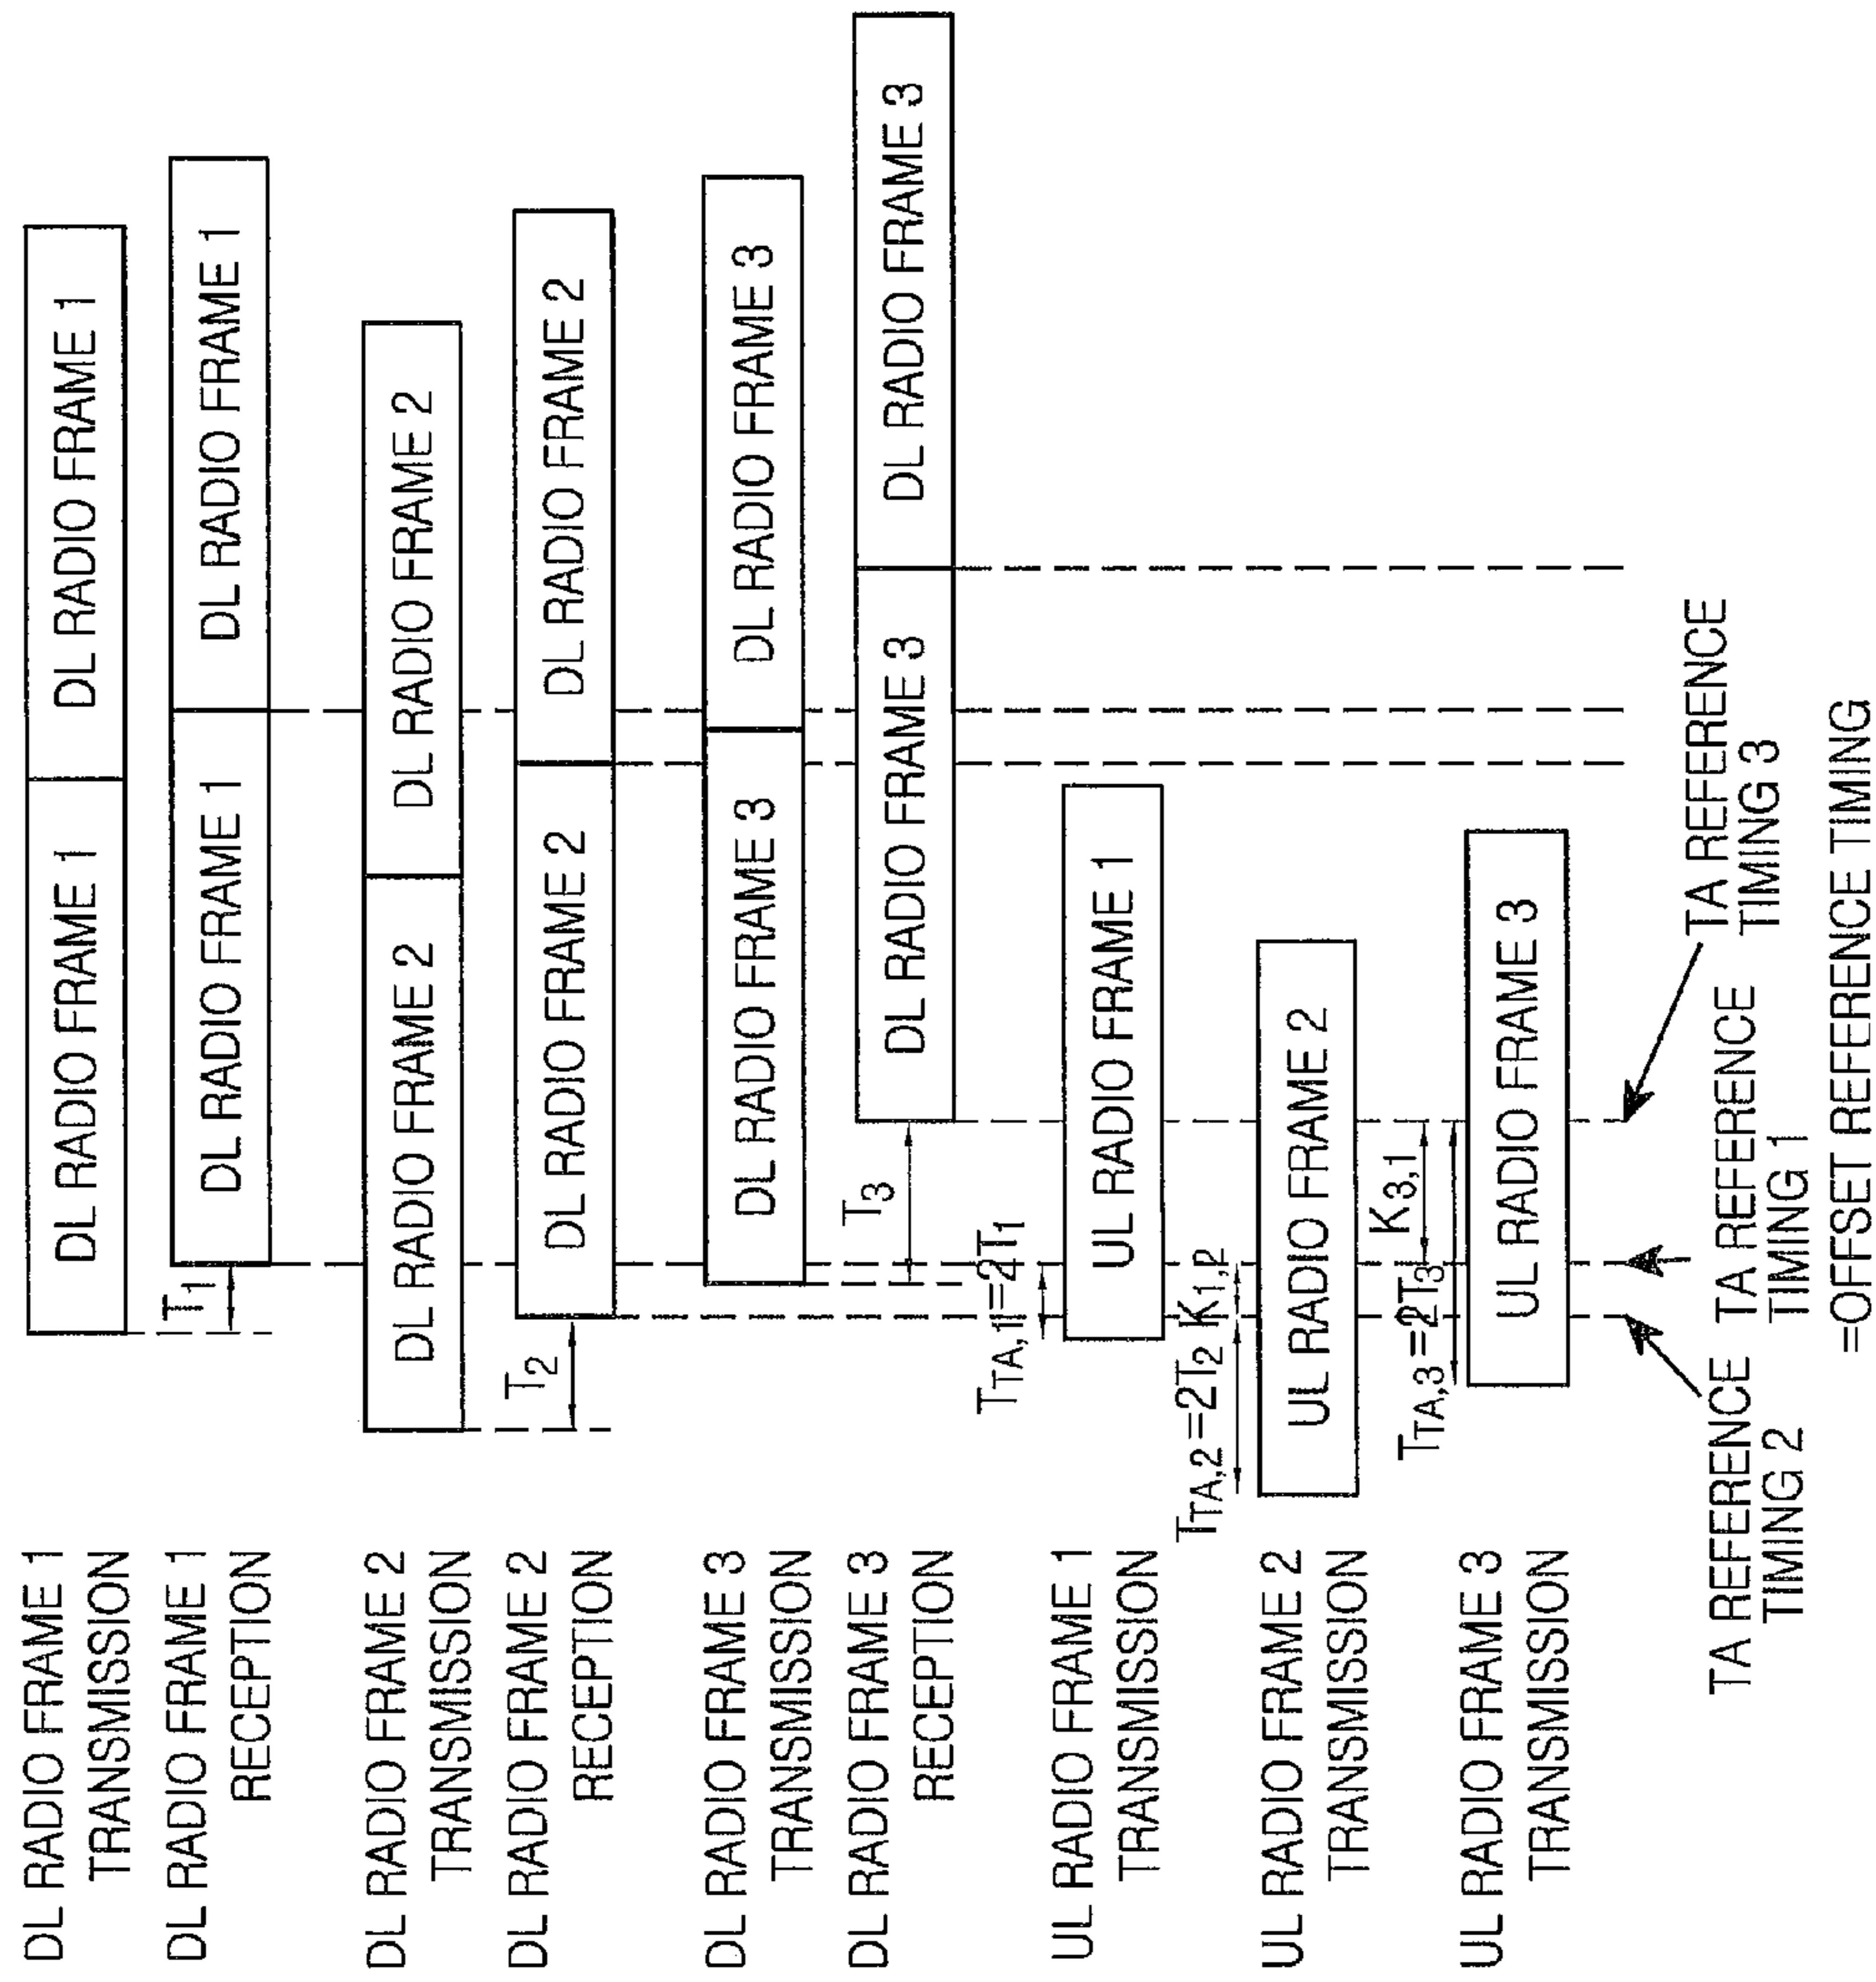 DL RADIO FRAME 1
TRANSMISSION
DL RADIO FRAME 1
DL RADIO FRAME 1
T1
DL RADIO FRAME 1
RECEPTION
DL RADIO FRAME 1
DL RADIO FRAME 1
DL RADIO FRAME 2
TRANSMISSION
DL RADIO FRAME 2
DL RADIO FRAME 2
DL RADIO FRAME 2
RECEPTION
T2
DL RADIO FRAME 2
DL RADIO FRAME 2
DL RADIO FRAME 3
TRANSMISSION
DL RADIO FRAME 3
DL RADIO FRAME 3
DL RADIO FRAME 3
RECEPTION
T3
DL RADIO FRAME 3
DL RADIO FRAME 3
TTA,1=2T1
UL RADIO FRAME 1
TRANSMISSION
UL RADIO FRAME 1
TTA,2=2T2
K1,2
UL RADIO FRAME 2
TRANSMISSION
UL RADIO FRAME 2
K3,1
TTA,3=2T3
UL RADIO FRAME 3
TRANSMISSION
UL RADIO FRAME 3
TA REFERENCE
TIMING 2
TA REFERENCE
TIMING 1
=OFFSET REFERENCE TIMING
TA REFERENCE
TIMING 3